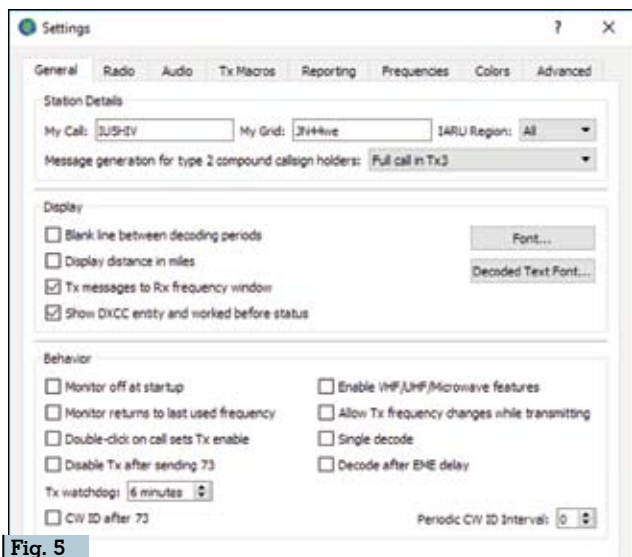 Settings ? ×
General Radio Audio Tx Macros Reporting Frequencies Colors Advanced
Station Details
My Call: IU5HIV My Grid: JN44we IARU Region: All
Message generation for type 2 compound callsign holders: Full call in Tx3
Display
Blank line between decoding periods
Font...
Display distance in miles
Decoded Text Font...
Tx messages to Rx frequency window
Show DXCC entity and worked before status
Behavior
Monitor off at startup
Enable VHF/UHF/Microwave features
Monitor returns to last used frequency
Allow Tx frequency changes while transmitting
Double-click on call sets Tx enable
Single decode
Disable Tx after sending 73
Decode after EME delay
Tx watchdog: 6 minutes
CW ID after 73
Periodic CW ID Interval: 0
Fig. 5